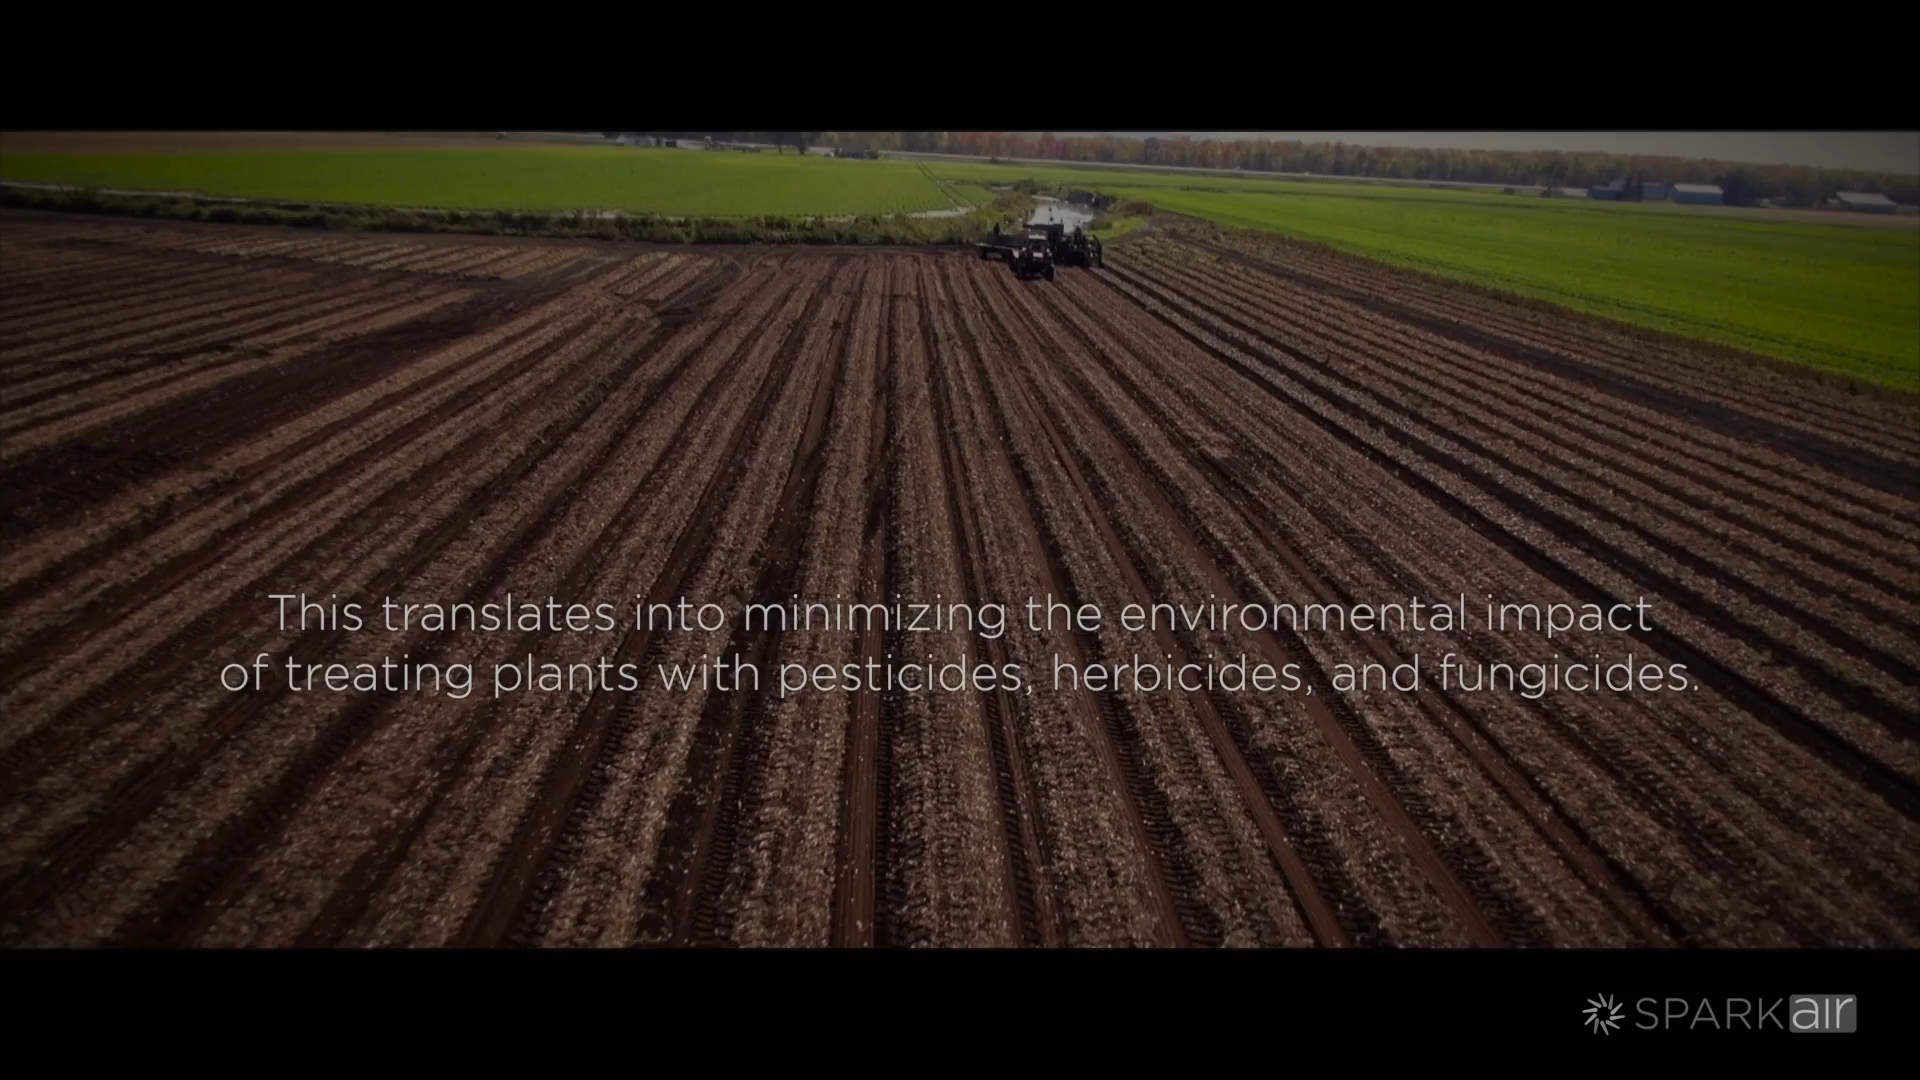 This translates into minimizing the environmental impact
of treating plants with pesticides, herbicides, and fungicides.
SPARKair